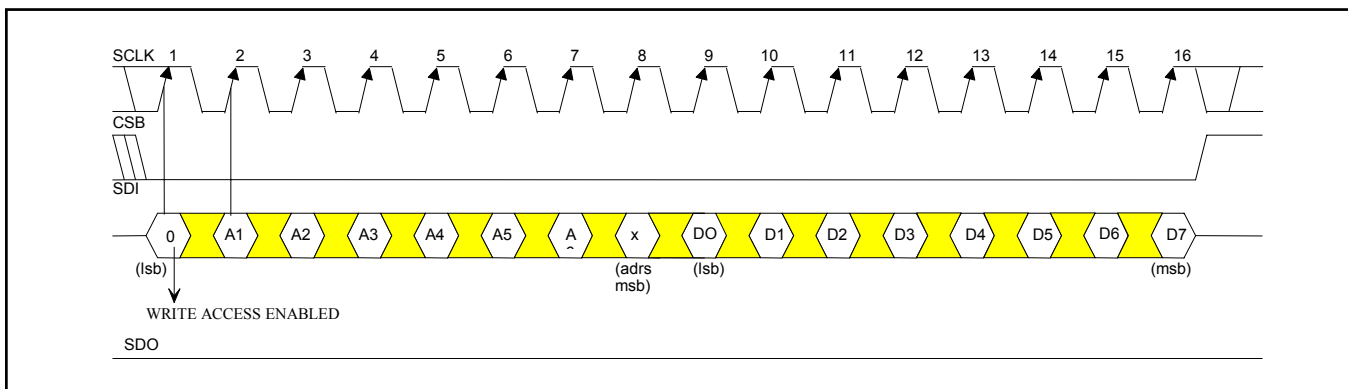 SCLK 1 2 3 4 5 6 7 8 9 10 11 12 13 14 15 16
CSB
SDI
0 A1 A2 A3 A4 A5 A x DO D1 D2 D3 D4 D5 D6 D7
(lsb) (adrs (lsb) (msb)
msb)
WRITE ACCESS ENABLED
SDO